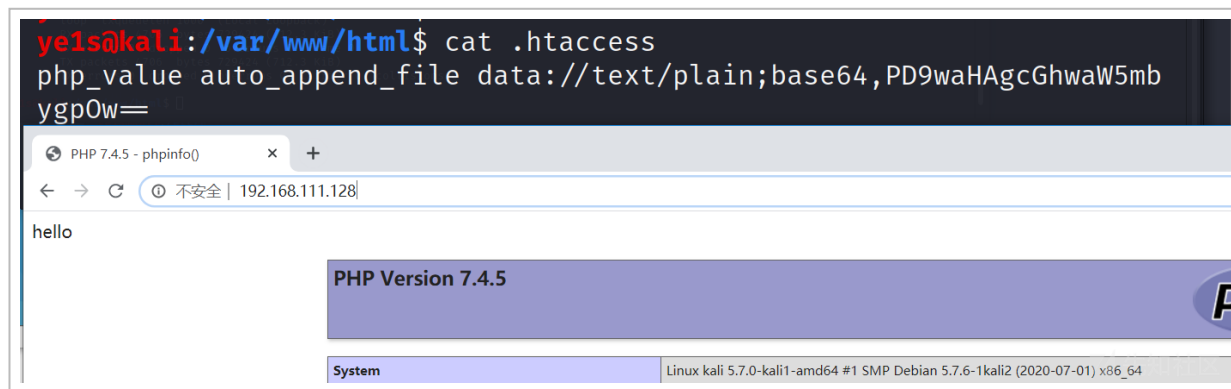 ye1s@kali:/var/www/html$ cat .htaccess
php_value auto_append_file data://text/plain;base64,PD9waHAgcGhwaW5mb
ygpOw==
PHP 7.4.5 - phpinfo()
不安全 | 192.168.111.128
hello
PHP Version 7.4.5
System Linux kali 5.7.0-kali1-amd64 #1 SMP Debian 5.7.6-1kali2 (2020-07-01) x86_64